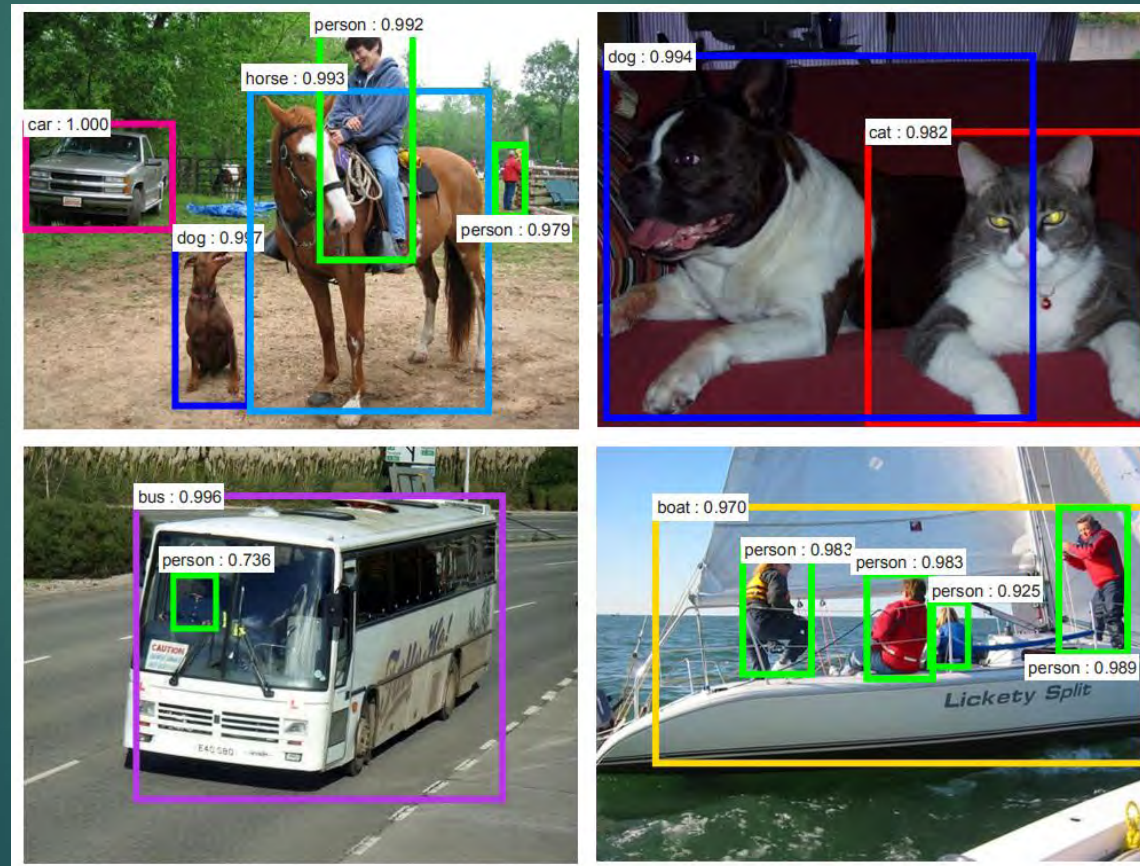 person : 0.992
horse : 0.993
car : 1.000
dog : 0.997
person : 0.979
dog : 0.994
cat : 0.982
bus : 0.996
person : 0.736
CAUTION
E40 OBO
boat : 0.970
person : 0.983
person : 0.983
person : 0.925
person : 0.989
Lickety Split